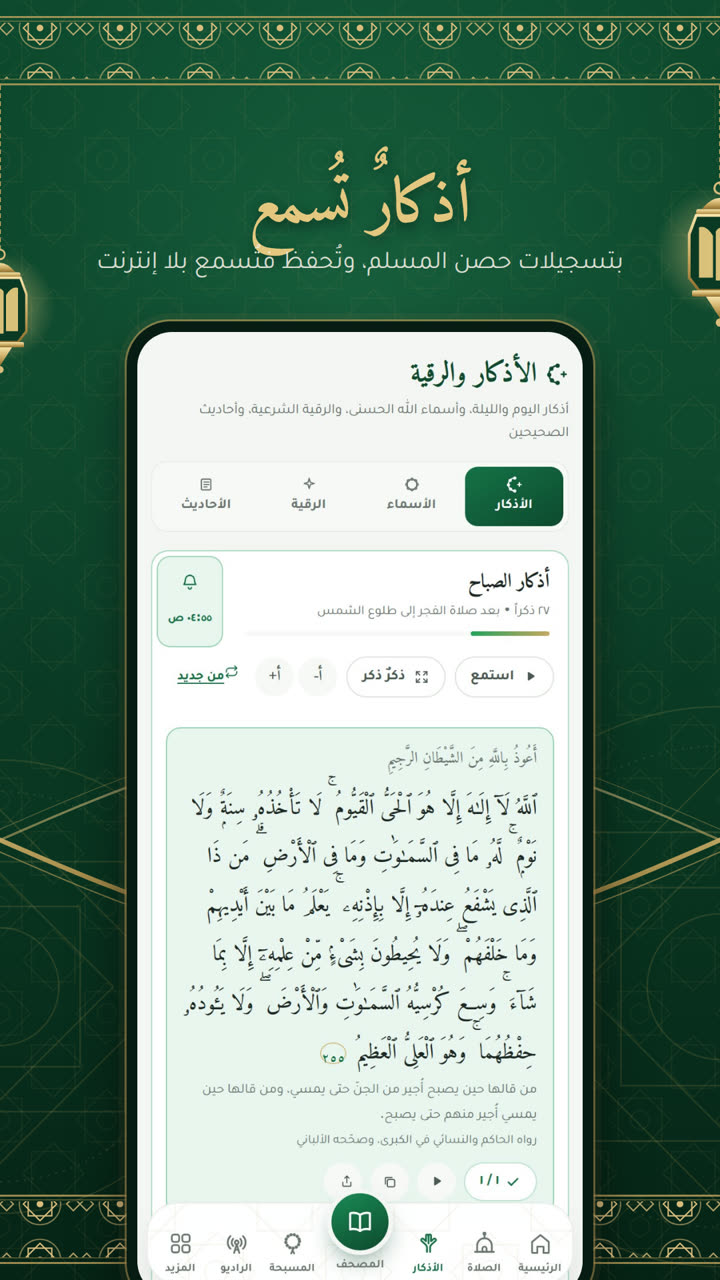 أذكارٌ تُسمع
بتسجيلات حصن المسلم، وتُحفظ فتُسمع بلا إنترنت
الأذكار والرقية
أذكار اليوم والليلة، وأسماء الله الحسنى، والرقية الشرعية، وأحاديث
الصحيحين
الأذكار
الأسماء
الرقية
الأحاديث
أذكار الصباح
٢٧ ذكراً • بعد صلاة الفجر إلى طلوع الشمس
٠٤:٥٥ ص
استمع
ذكرٌ ذكر
أ-
أ+
من جديد
أَعُوذُ بِاللَّهِ مِنَ الشَّيْطَانِ الرَّجِيمِ
ٱللَّهُ لَآ إِلَـٰهَ إِلَّا هُوَ ٱلْحَىُّ ٱلْقَيُّومُ ۚ لَا تَأْخُذُهُۥ سِنَةٌ وَلَا
نَوْمٌ ۚ لَّهُۥ مَا فِى ٱلسَّمَـٰوَٰتِ وَمَا فِى ٱلْأَرْضِ ۗ مَن ذَا
ٱلَّذِى يَشْفَعُ عِندَهُۥٓ إِلَّا بِإِذْنِهِۦ ۚ يَعْلَمُ مَا بَيْنَ أَيْدِيهِمْ
وَمَا خَلْفَهُمْ ۖ وَلَا يُحِيطُونَ بِشَىْءٍ مِّنْ عِلْمِهِۦٓ إِلَّا بِمَا
شَآءَ ۚ وَسِعَ كُرْسِيُّهُ ٱلسَّمَـٰوَٰتِ وَٱلْأَرْضَ ۖ وَلَا يَـُٔودُهُۥ
حِفْظُهُمَا ۚ وَهُوَ ٱلْعَلِىُّ ٱلْعَظِيمُ ٢٥٥
من قالها حين يصبح أُجير من الجنّ حتى يمسي، ومن قالها حين
يمسي أُجير منهم حتى يصبح.
رواه الحاكم والنسائي في الكبرى، وصحّحه الألباني
١/١
الرئيسية
الصلاة
الأذكار
المصحف
المسبحة
الراديو
المزيد